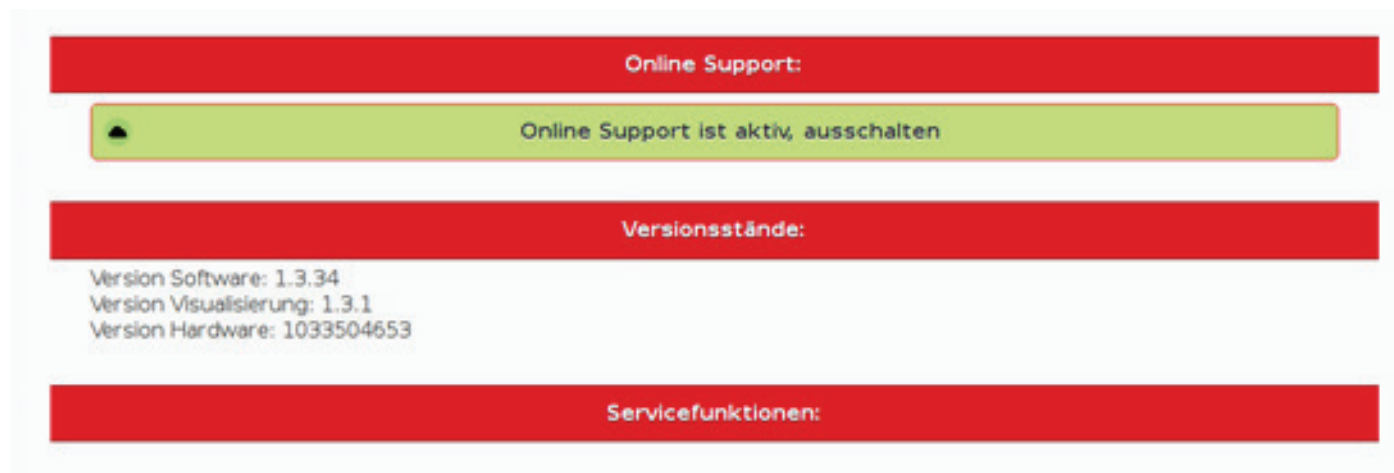 Online Support:
Online Support ist aktiv, ausschalten
Versionsstände:
Version Software: 1.3.34
Version Visualisierung: 1.3.1
Version Hardware: 1033504653
Servicefunktionen: